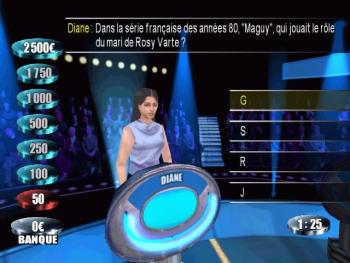 Diane : Dans la série française des années 80, "Maguy", qui jouait le rôle
du mari de Rosy Varte ?
2500€
1 750
1 000
500
250
100
50
0€
BANQUE
G
S
R
J
DIANE
1 : 25